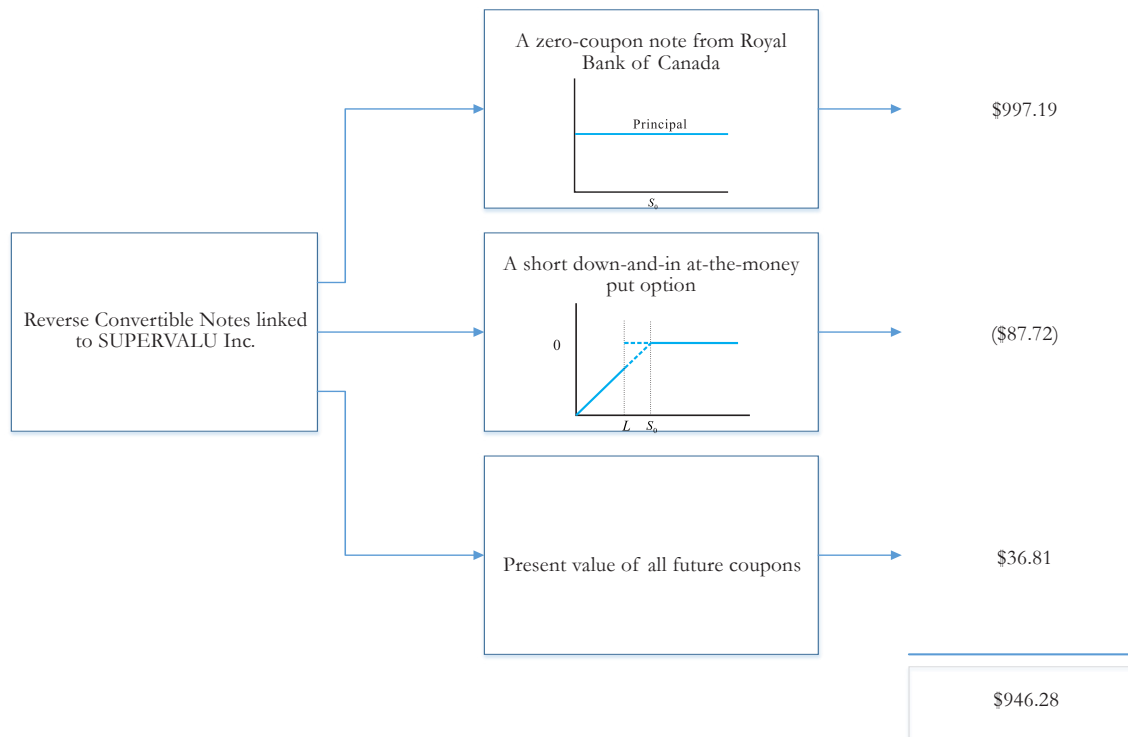 A zero-coupon note from Royal
Bank of Canada
Principal
S₀
$997.19
Reverse Convertible Notes linked
to SUPERVALU Inc.
A short down-and-in at-the-money
put option
0
L S₀
($87.72)
Present value of all future coupons
$36.81
$946.28